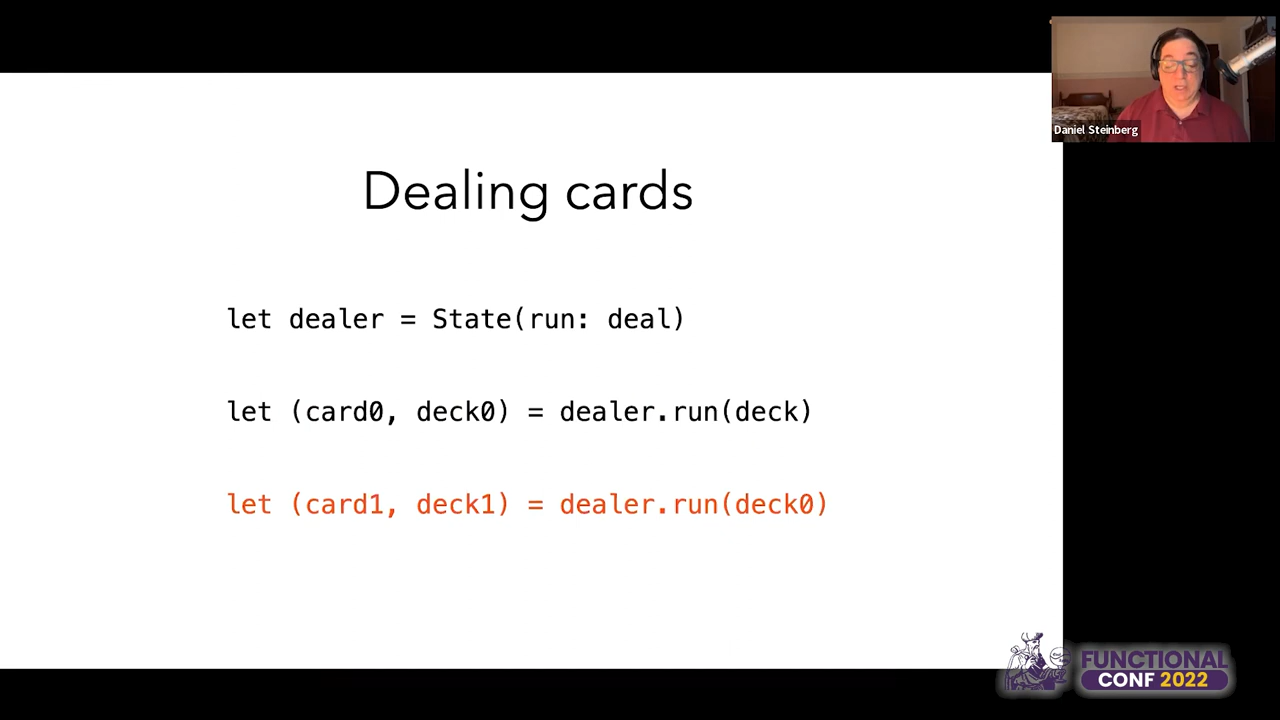 Daniel Steinberg
Dealing cards
let dealer = State(run: deal)
let (card0, deck0) = dealer.run(deck)
let (card1, deck1) = dealer.run(deck0)
FUNCTIONAL
CONF 2022